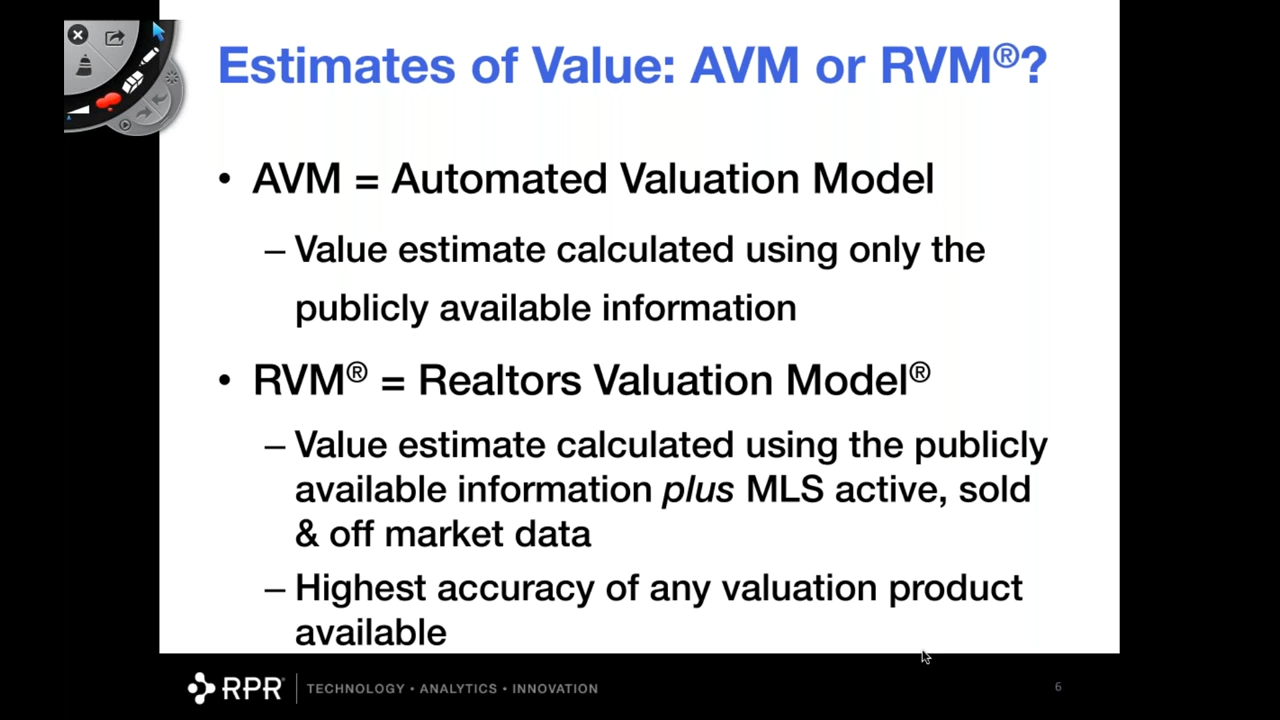 Estimates of Value: AVM or RVM®?
• AVM = Automated Valuation Model
– Value estimate calculated using only the
publicly available information
• RVM® = Realtors Valuation Model®
– Value estimate calculated using the publicly
available information plus MLS active, sold
& off market data
– Highest accuracy of any valuation product
available
RPR® TECHNOLOGY • ANALYTICS • INNOVATION 6